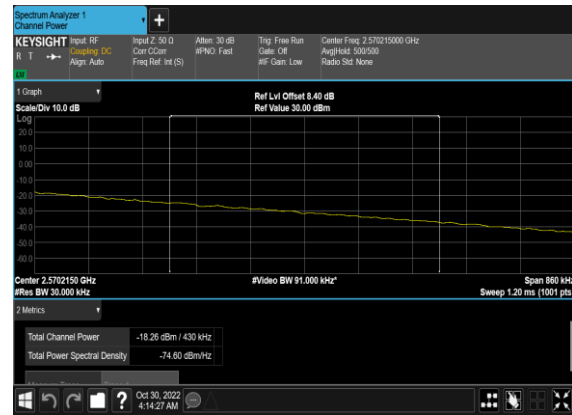 Spectrum Analyzer 1
Channel Power
+
KEYSIGHT
R T
LU
Input: RF
Coupling: DC
Align: Auto
Input Z: 50 Ω
Corr CCorr
Freq Ref: Int (S)
Atten: 30 dB
#PNO: Fast
Trig: Free Run
Gate: Off
#IF Gain: Low
Center Freq: 2.570215000 GHz
Avg|Hold: 500/500
Radio Std: None
1 Graph
Scale/Div 10.0 dB
Ref Lvl Offset 8.40 dB
Ref Value 30.00 dBm
Log
20.0
10.0
0.00
-10.0
-20.0
-30.0
-40.0
-50.0
-60.0
Center 2.5702150 GHz
#Video BW 91.000 kHz*
Span 860 kHz
#Res BW 30.000 kHz
Sweep 1.20 ms (1001 pts)
2 Metrics
Total Channel Power -18.26 dBm / 430 kHz
Total Power Spectral Density -74.60 dBm/Hz
?
Oct 30, 2022
4:14:27 AM